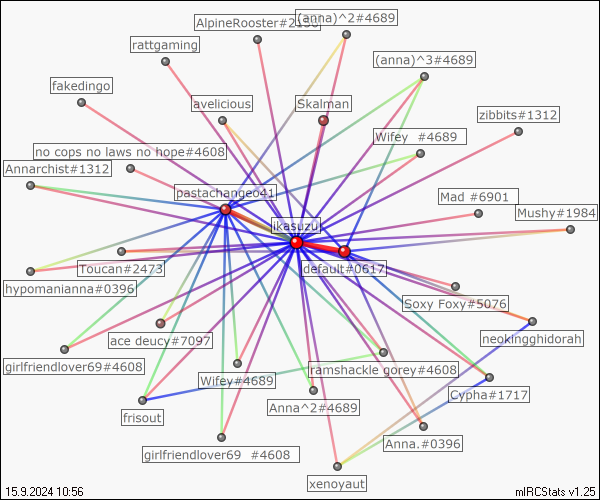 AlpineRooster#2156
(anna)^2#4689
rattgaming
(anna)^3#4689
fakedingo
avelicious
Skalman
zibbits#1312
Wifey #4689
no cops no laws no hope#4608
Annarchist#1312
pastachangeo41
Mad #6901
Mushy#1984
ikasuzu
Toucan#2473
default#0617
hypomanianna#0396
Soxy Foxy#5076
ace deucy#7097
neokingghidorah
girlfriendlover69#4608
ramshackle gorey#4608
Wifey#4689
Cypha#1717
Anna^2#4689
frisout
Anna.#0396
girlfriendlover69 #4608
xenoyaut
15.9.2024 10:56
mIRCStats v1.25